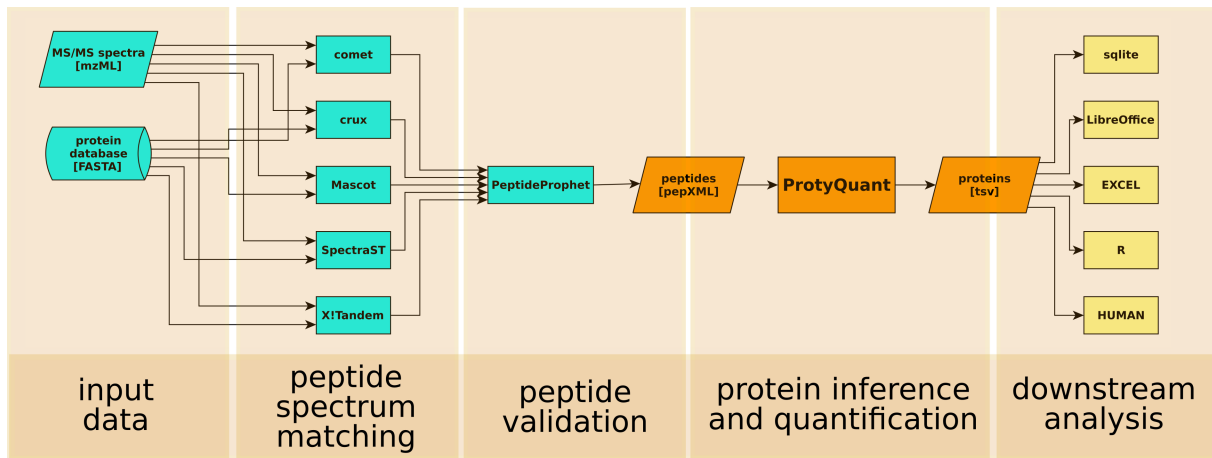 MS/MS spectra
[mzML]
protein
database
[FASTA]
comet
crux
Mascot
SpectraST
X!Tandem
PeptideProphet
peptides
[pepXML]
ProtyQuant
proteins
[tsv]
sqlite
LibreOffice
EXCEL
R
HUMAN
input
data
peptide
spectrum
matching
peptide
validation
protein inference
and quantification
downstream
analysis